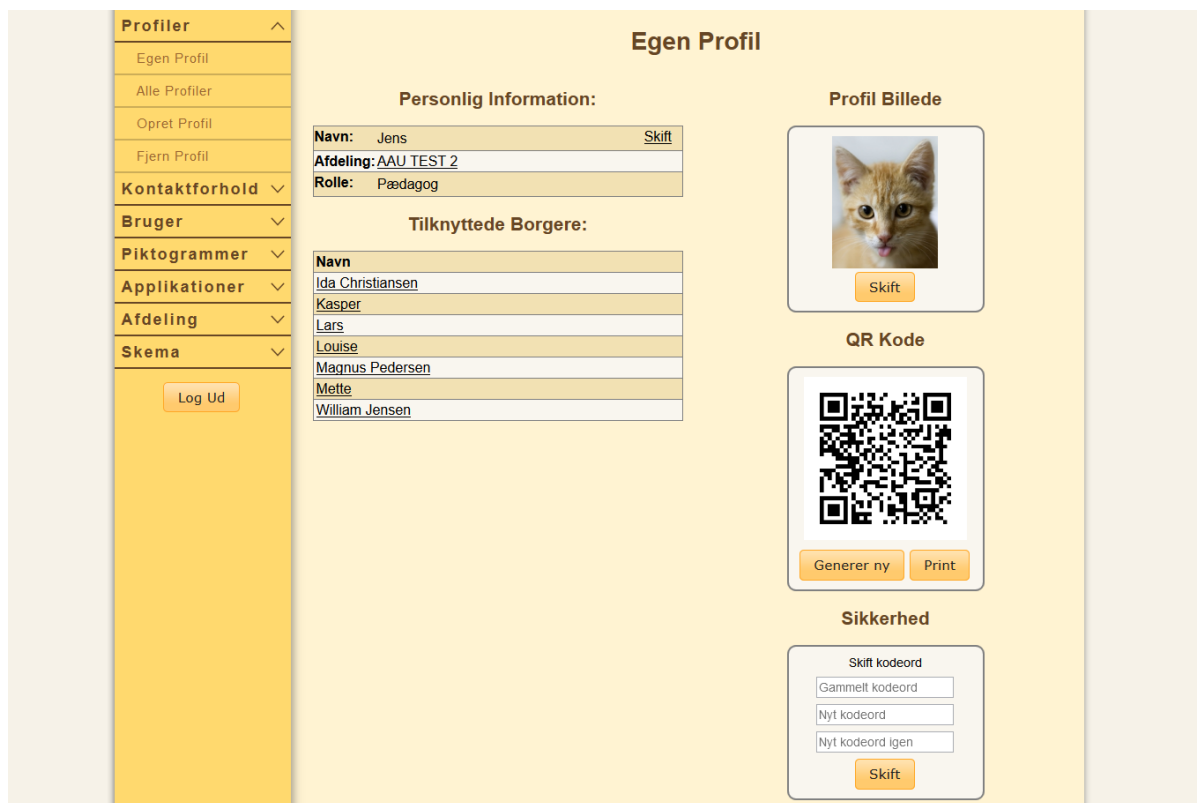 Profiler
Egen Profil
Alle Profiler
Opret Profil
Fjern Profil
Kontaktforhold
Bruger
Piktogrammer
Applikationer
Afdeling
Skema
Log Ud
Egen Profil
Personlig Information:
Navn: Jens Skift
Afdeling: AAU TEST 2
Rolle: Pædagog
Tilknyttede Borgere:
Navn
Ida Christiansen
Kasper
Lars
Louise
Magnus Pedersen
Mette
William Jensen
Profil Billede
Skift
QR Kode
Generer ny Print
Sikkerhed
Skift kodeord
Gammelt kodeord
Nyt kodeord
Nyt kodeord igen
Skift